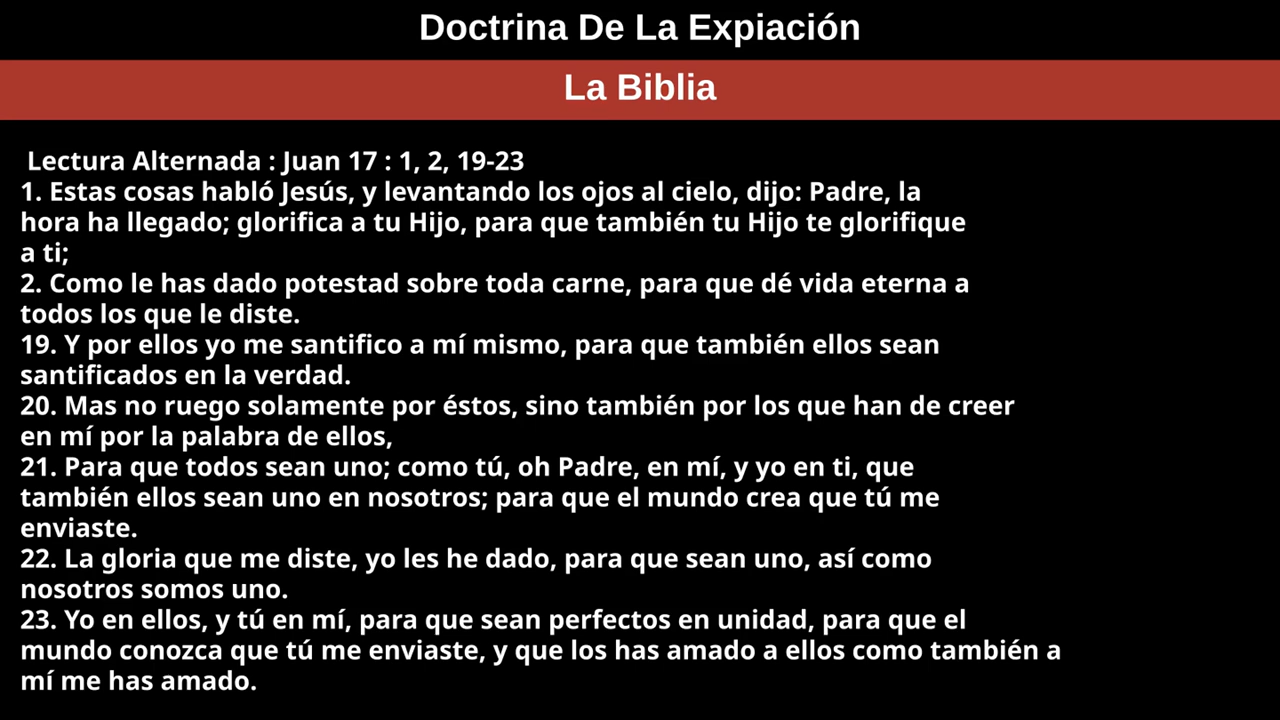 Doctrina De La Expiación
La Biblia
Lectura Alternada : Juan 17 : 1, 2, 19-23
1. Estas cosas habló Jesús, y levantando los ojos al cielo, dijo: Padre, la
hora ha llegado; glorifica a tu Hijo, para que también tu Hijo te glorifique
a ti;
2. Como le has dado potestad sobre toda carne, para que dé vida eterna a
todos los que le diste.
19. Y por ellos yo me santifico a mí mismo, para que también ellos sean
santificados en la verdad.
20. Mas no ruego solamente por éstos, sino también por los que han de creer
en mí por la palabra de ellos,
21. Para que todos sean uno; como tú, oh Padre, en mí, y yo en ti, que
también ellos sean uno en nosotros; para que el mundo crea que tú me
enviaste.
22. La gloria que me diste, yo les he dado, para que sean uno, así como
nosotros somos uno.
23. Yo en ellos, y tú en mí, para que sean perfectos en unidad, para que el
mundo conozca que tú me enviaste, y que los has amado a ellos como también a
mí me has amado.